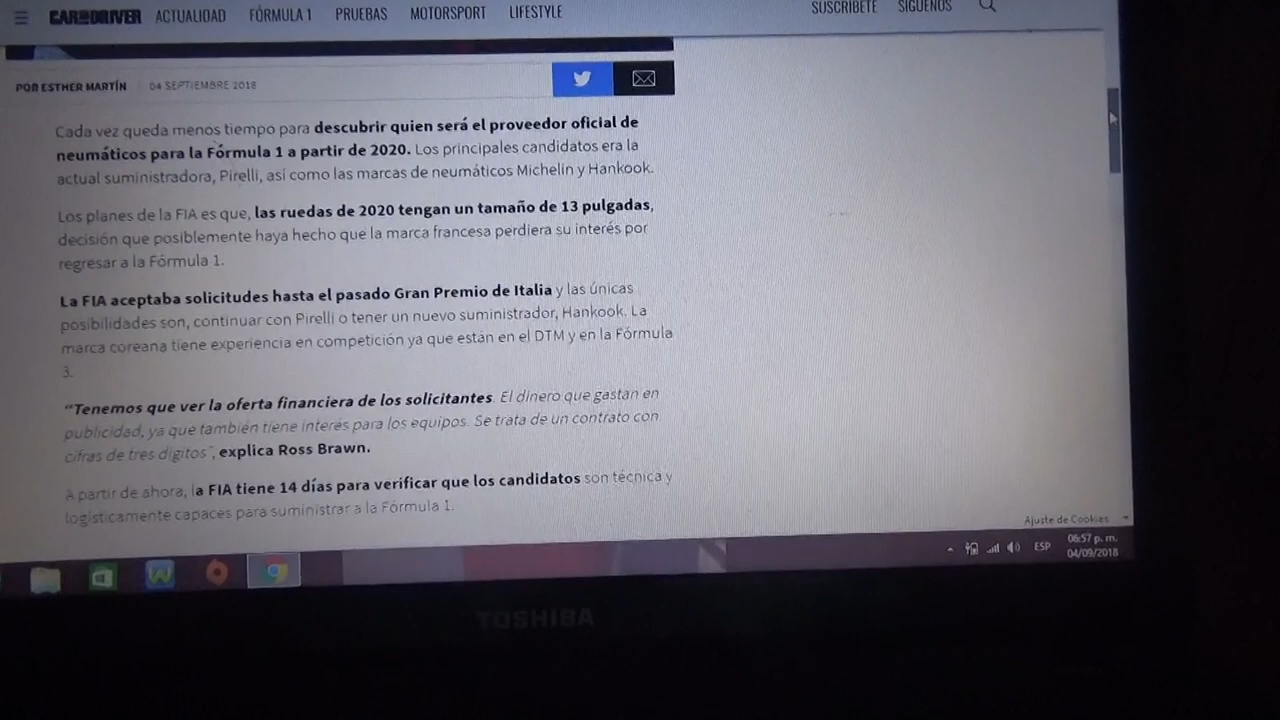 CAR AND DRIVER ACTUALIDAD FÓRMULA 1 PRUEBAS MOTORSPORT LIFESTYLE SUSCRÍBETE SÍGUENOS
POR ESTHER MARTÍN 04 SEPTIEMBRE 2018
Cada vez queda menos tiempo para descubrir quien será el proveedor oficial de
neumáticos para la Fórmula 1 a partir de 2020. Los principales candidatos era la
actual suministradora, Pirelli, así como las marcas de neumáticos Michelin y Hankook.
Los planes de la FIA es que, las ruedas de 2020 tengan un tamaño de 13 pulgadas,
decisión que posiblemente haya hecho que la marca francesa perdiera su interés por
regresar a la Fórmula 1.
La FIA aceptaba solicitudes hasta el pasado Gran Premio de Italia y las únicas
posibilidades son, continuar con Pirelli o tener un nuevo suministrador, Hankook. La
marca coreana tiene experiencia en competición ya que están en el DTM y en la Fórmula
3.
“Tenemos que ver la oferta financiera de los solicitantes. El dinero que gastan en
publicidad, ya que también tiene interés para los equipos. Se trata de un contrato con
cifras de tres dígitos”, explica Ross Brawn.
A partir de ahora, la FIA tiene 14 días para verificar que los candidatos son técnica y
logísticamente capaces para suministrar a la Fórmula 1.
Ajuste de Cookies
ESP
06:57 p. m.
04/09/2018
TOSHIBA